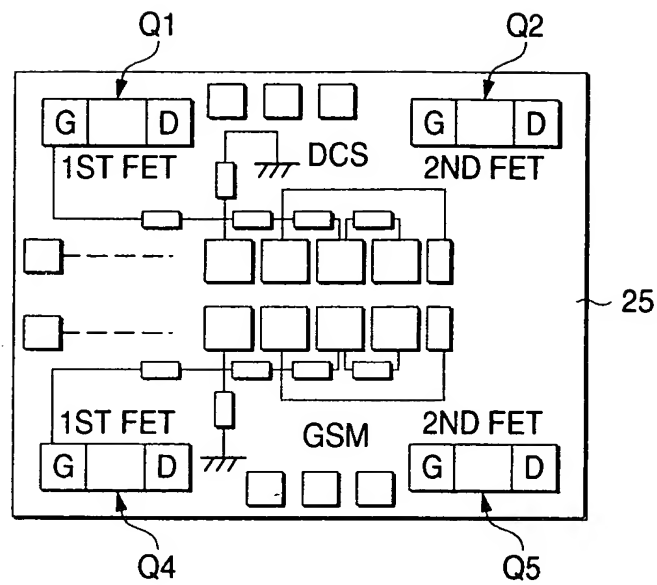 Q1
Q2
G D
G D
1ST FET
DCS
2ND FET
25
1ST FET
GSM
2ND FET
G D
G D
Q4
Q5